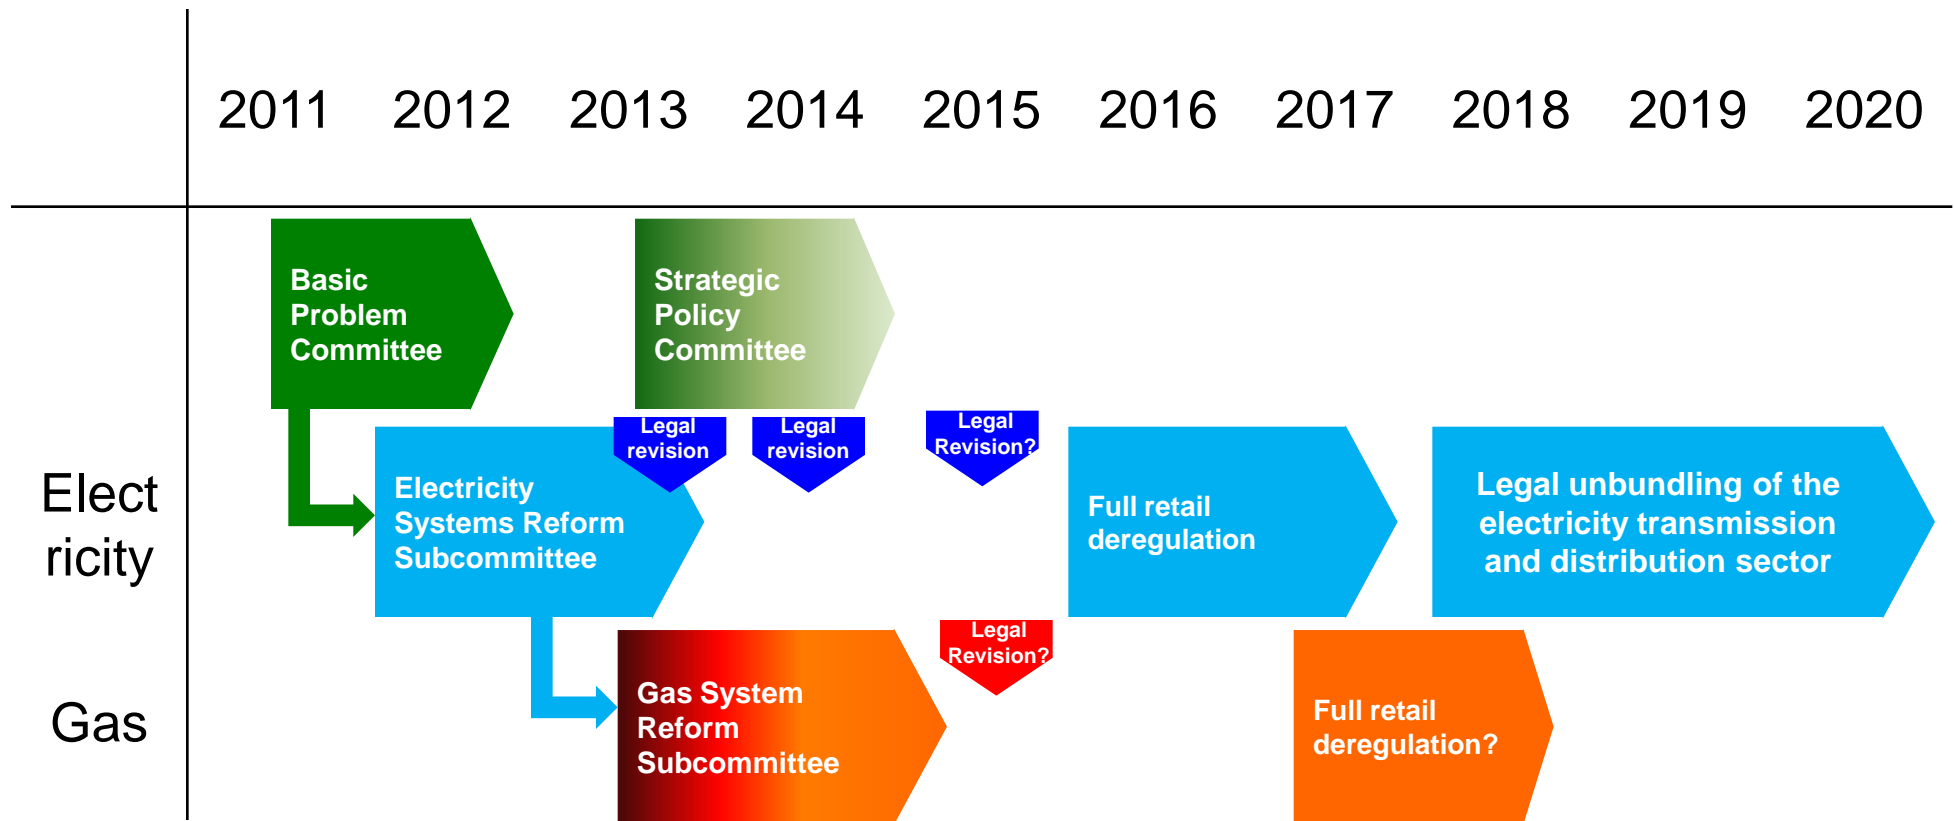 2011 2012 2013 2014 2015 2016 2017 2018 2019 2020
Basic
Problem
Committee
Strategic
Policy
Committee
Legal
revision
Legal
revision
Legal
Revision?
Elect
ricity
Electricity
Systems Reform
Subcommittee
Full retail
deregulation
Legal unbundling of the
electricity transmission
and distribution sector
Legal
Revision?
Gas
Gas System
Reform
Subcommittee
Full retail
deregulation?